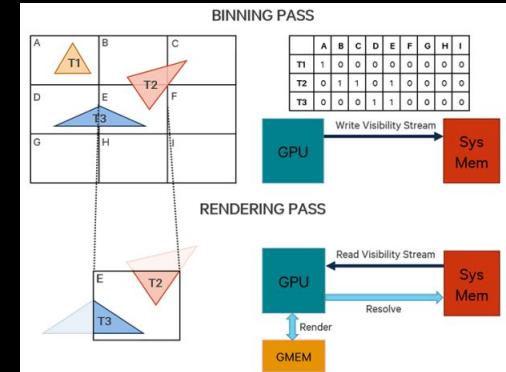 BINNING PASS
A B C
T1
T2
D E F
T3
G H I
A B C D E F G H I
T1 1 0 0 0 0 0 0 0 0
T2 0 1 1 0 1 0 0 0 0
T3 0 0 0 1 1 0 0 0 0
GPU
Write Visibility Stream
Sys
Mem
RENDERING PASS
E
T2
T3
GPU
Read Visibility Stream
Sys
Mem
Resolve
Render
GMEM